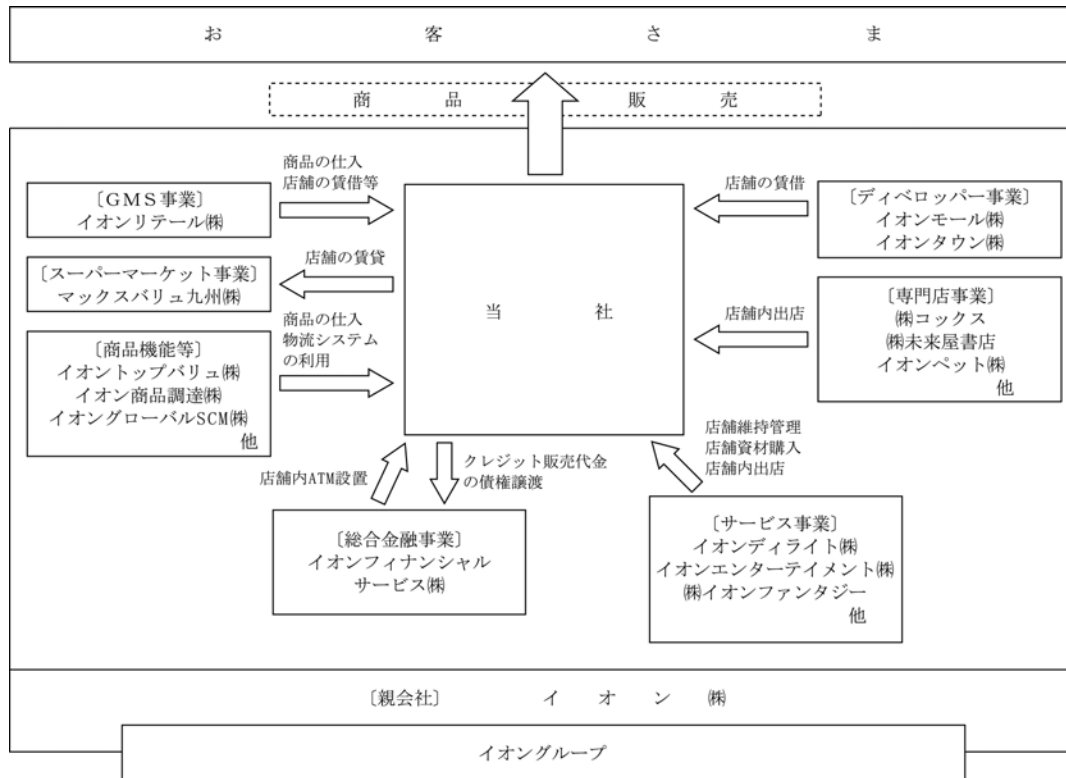 お客さま
商品販売
商品の仕入
店舗の賃借等
〔ＧＭＳ事業〕
イオンリテール㈱
店舗の賃貸
〔スーパーマーケット事業〕
マックスバリュ九州㈱
商品の仕入
物流システム
の利用
〔商品機能等〕
イオントップバリュ㈱
イオン商品調達㈱
イオングローバルSCM㈱
他
当社
店舗の賃借
〔ディベロッパー事業〕
イオンモール㈱
イオンタウン㈱
店舗内出店
〔専門店事業〕
㈱コックス
㈱未来屋書店
イオンペット㈱
他
店舗内ATM設置
クレジット販売代金
の債権譲渡
〔総合金融事業〕
イオンフィナンシャル
サービス㈱
店舗維持管理
店舗資材購入
店舗内出店
〔サービス事業〕
イオンディライト㈱
イオンエンターテイメント㈱
㈱イオンファンタジー
他
〔親会社〕 イオン㈱
イオングループ